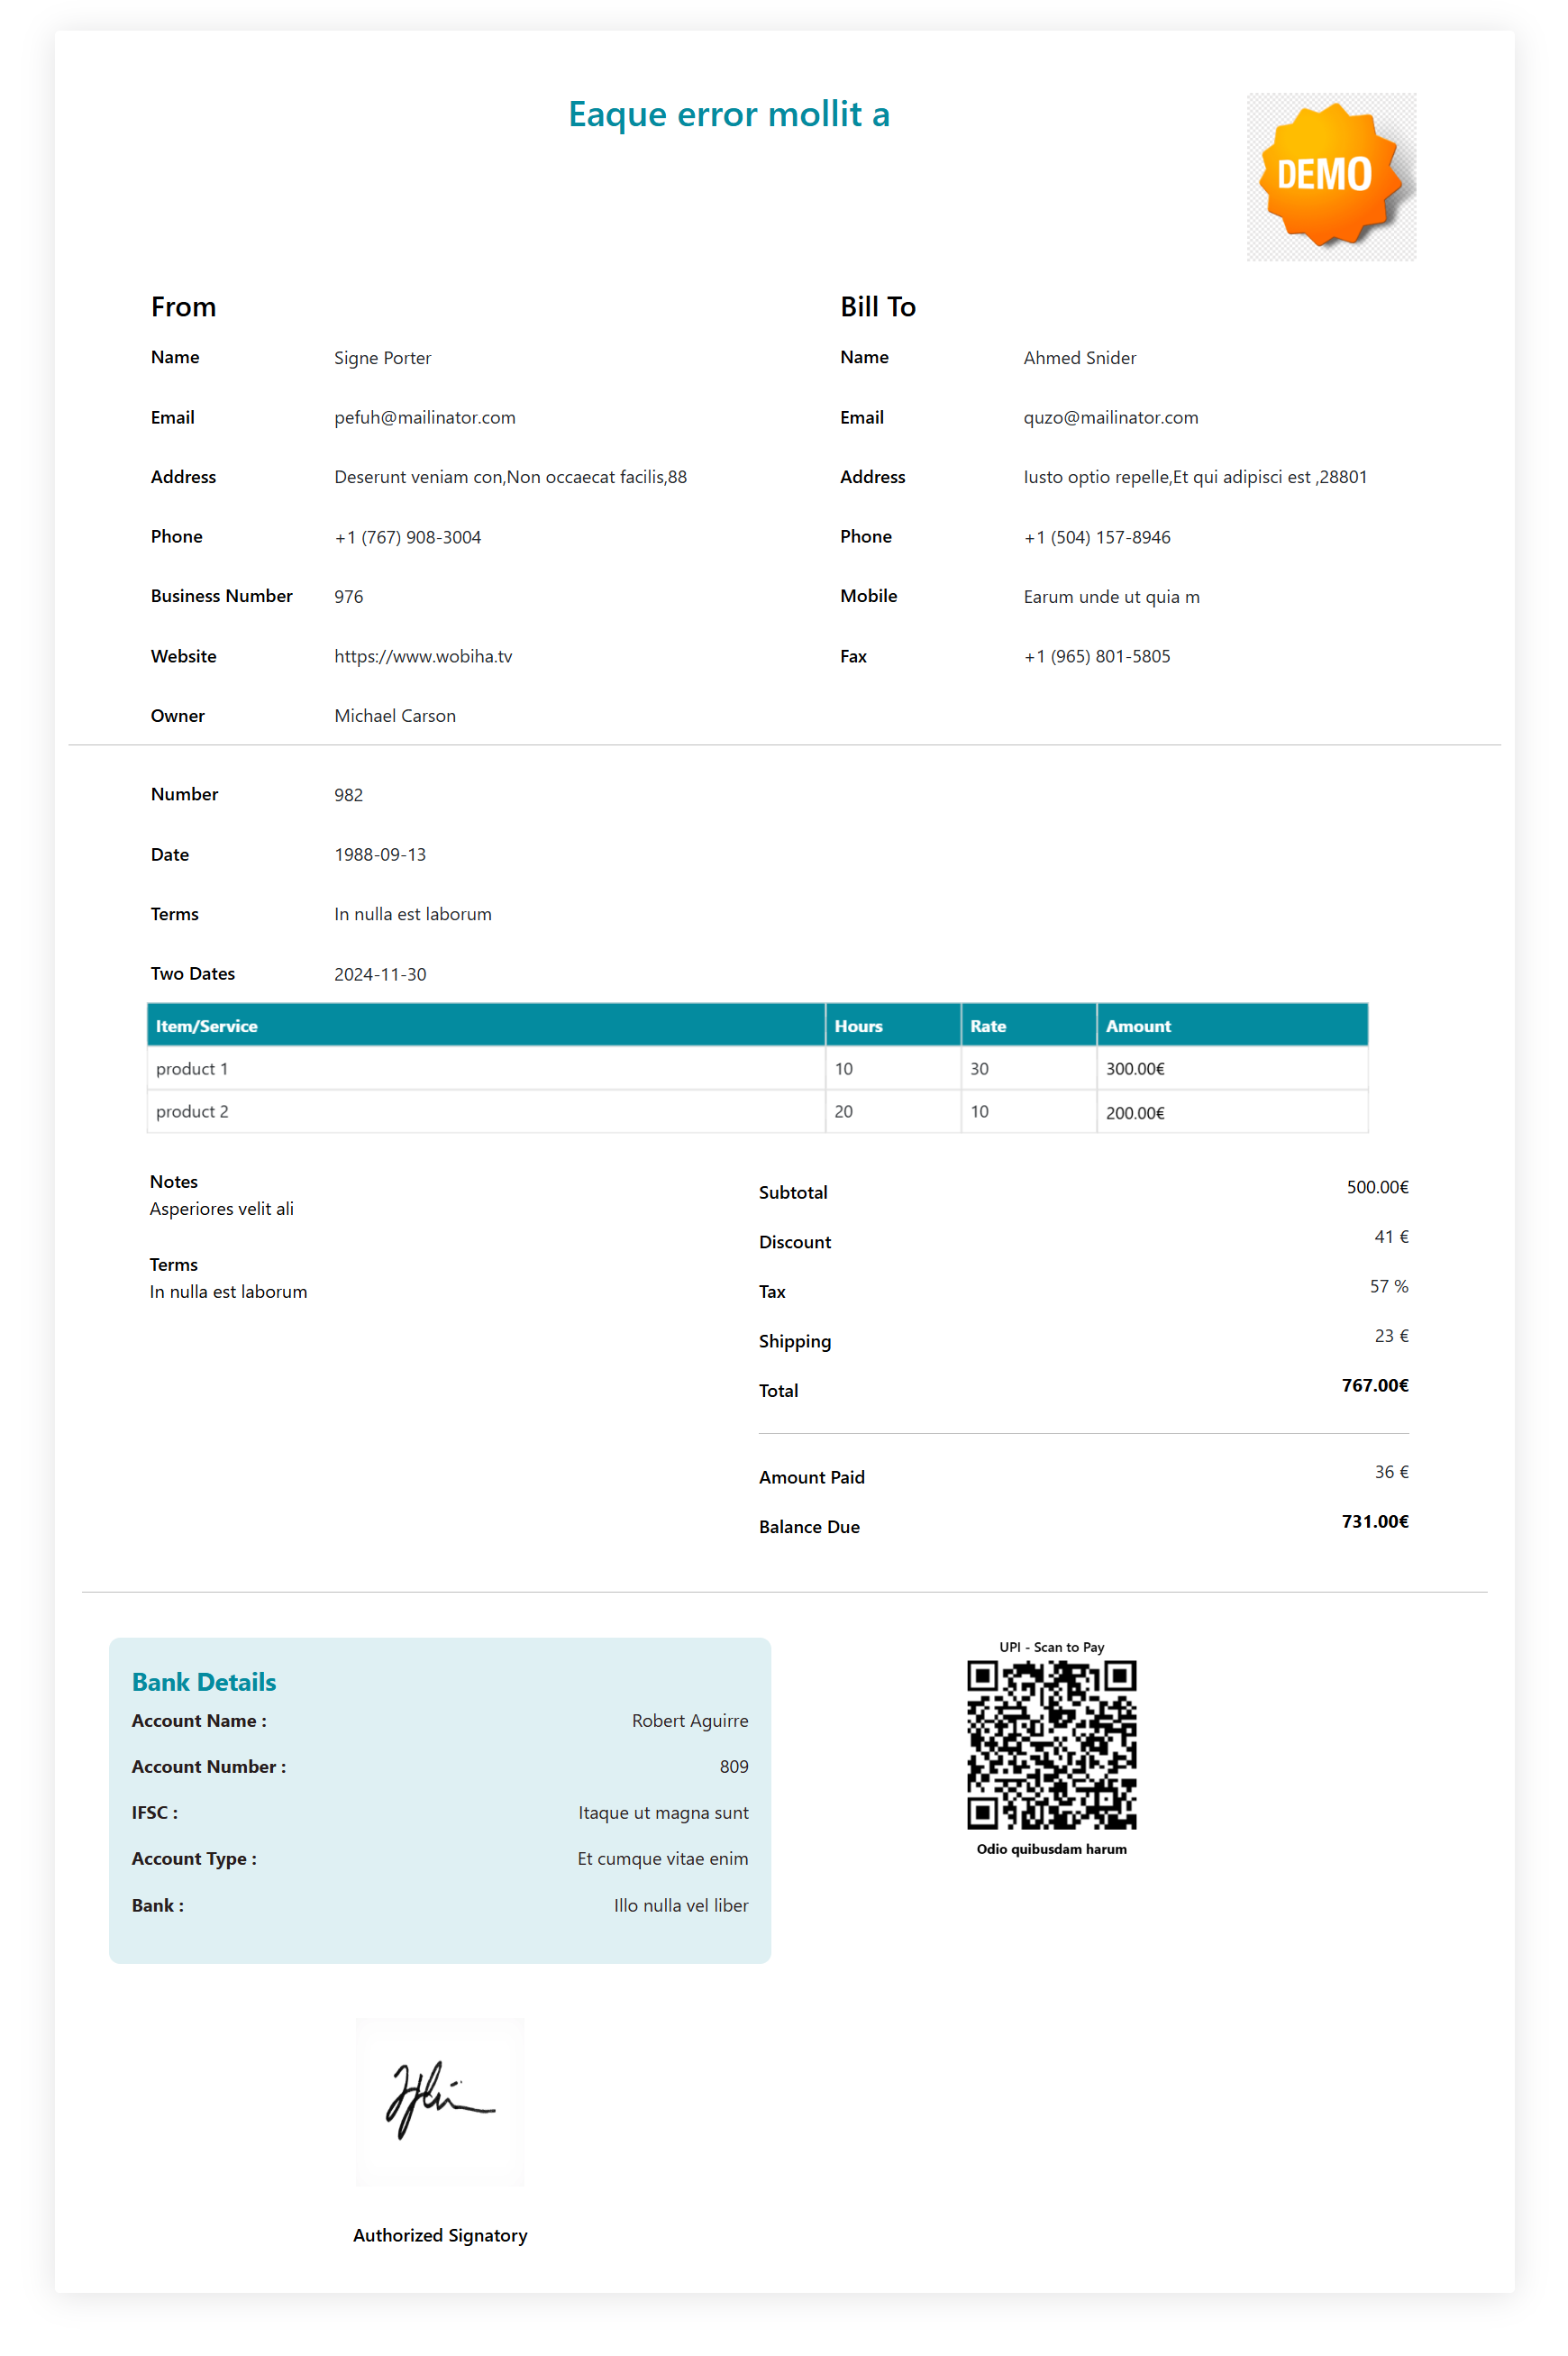 Eaque error mollit a
DEMO
From
Name Signe Porter
Email pefuh@mailinator.com
Address Deserunt veniam con,Non occaecat facilis,88
Phone +1 (767) 908-3004
Business Number 976
Website https://www.wobiha.tv
Owner Michael Carson
Bill To
Name Ahmed Snider
Email quzo@mailinator.com
Address Iusto optio repelle,Et qui adipisci est ,28801
Phone +1 (504) 157-8946
Mobile Earum unde ut quia m
Fax +1 (965) 801-5805
Number 982
Date 1988-09-13
Terms In nulla est laborum
Two Dates 2024-11-30
Item/Service Hours Rate Amount
product 1 10 30 300.00€
product 2 20 10 200.00€
Notes
Asperiores velit ali
Terms
In nulla est laborum
Subtotal 500.00€
Discount 41 €
Tax 57 %
Shipping 23 €
Total 767.00€
Amount Paid 36 €
Balance Due 731.00€
Bank Details
Account Name : Robert Aguirre
Account Number : 809
IFSC : Itaque ut magna sunt
Account Type : Et cumque vitae enim
Bank : Illo nulla vel liber
UPI - Scan to Pay
Odio quibusdam harum
Authorized Signatory